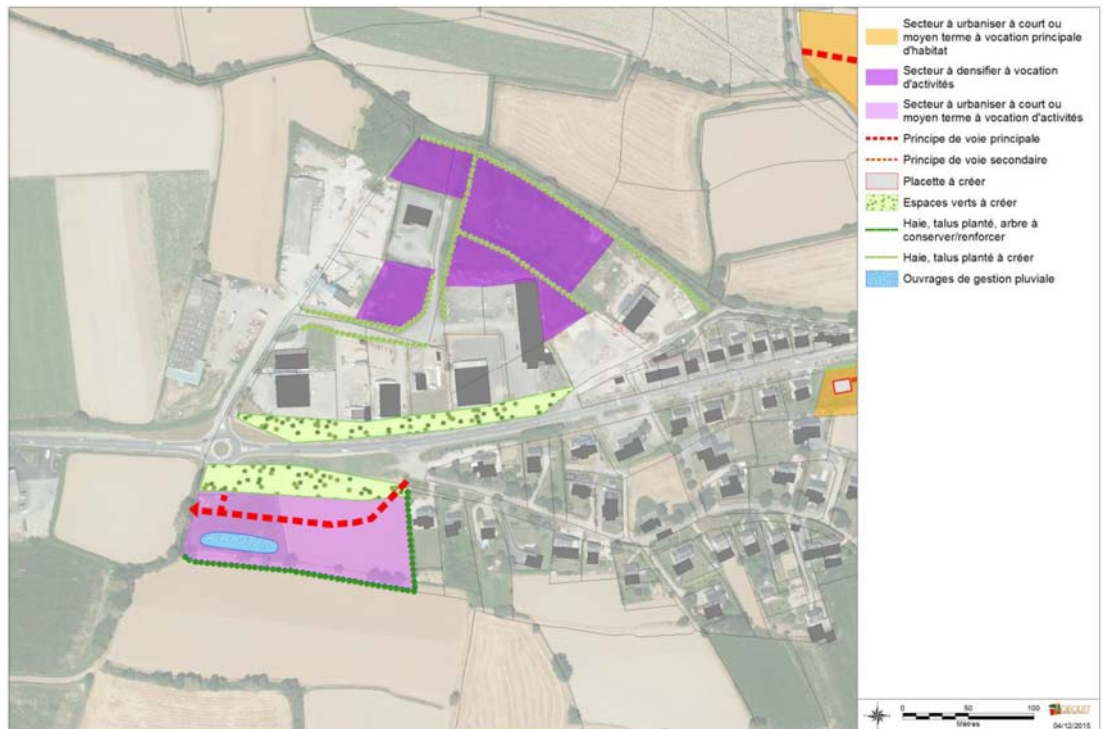 Secteur à urbaniser à court ou
moyen terme à vocation principale
d'habitat
Secteur à densifier à vocation
d'activités
Secteur à urbaniser à court ou
moyen terme à vocation d'activités
Principe de voie principale
Principe de voie secondaire
Placette à créer
Espaces verts à créer
Haie, talus planté, arbre à
conserver/renforcer
Haie, talus planté à créer
Ouvrages de gestion pluviale
0 50 100
Mètres
GEOLITT
04/12/2015